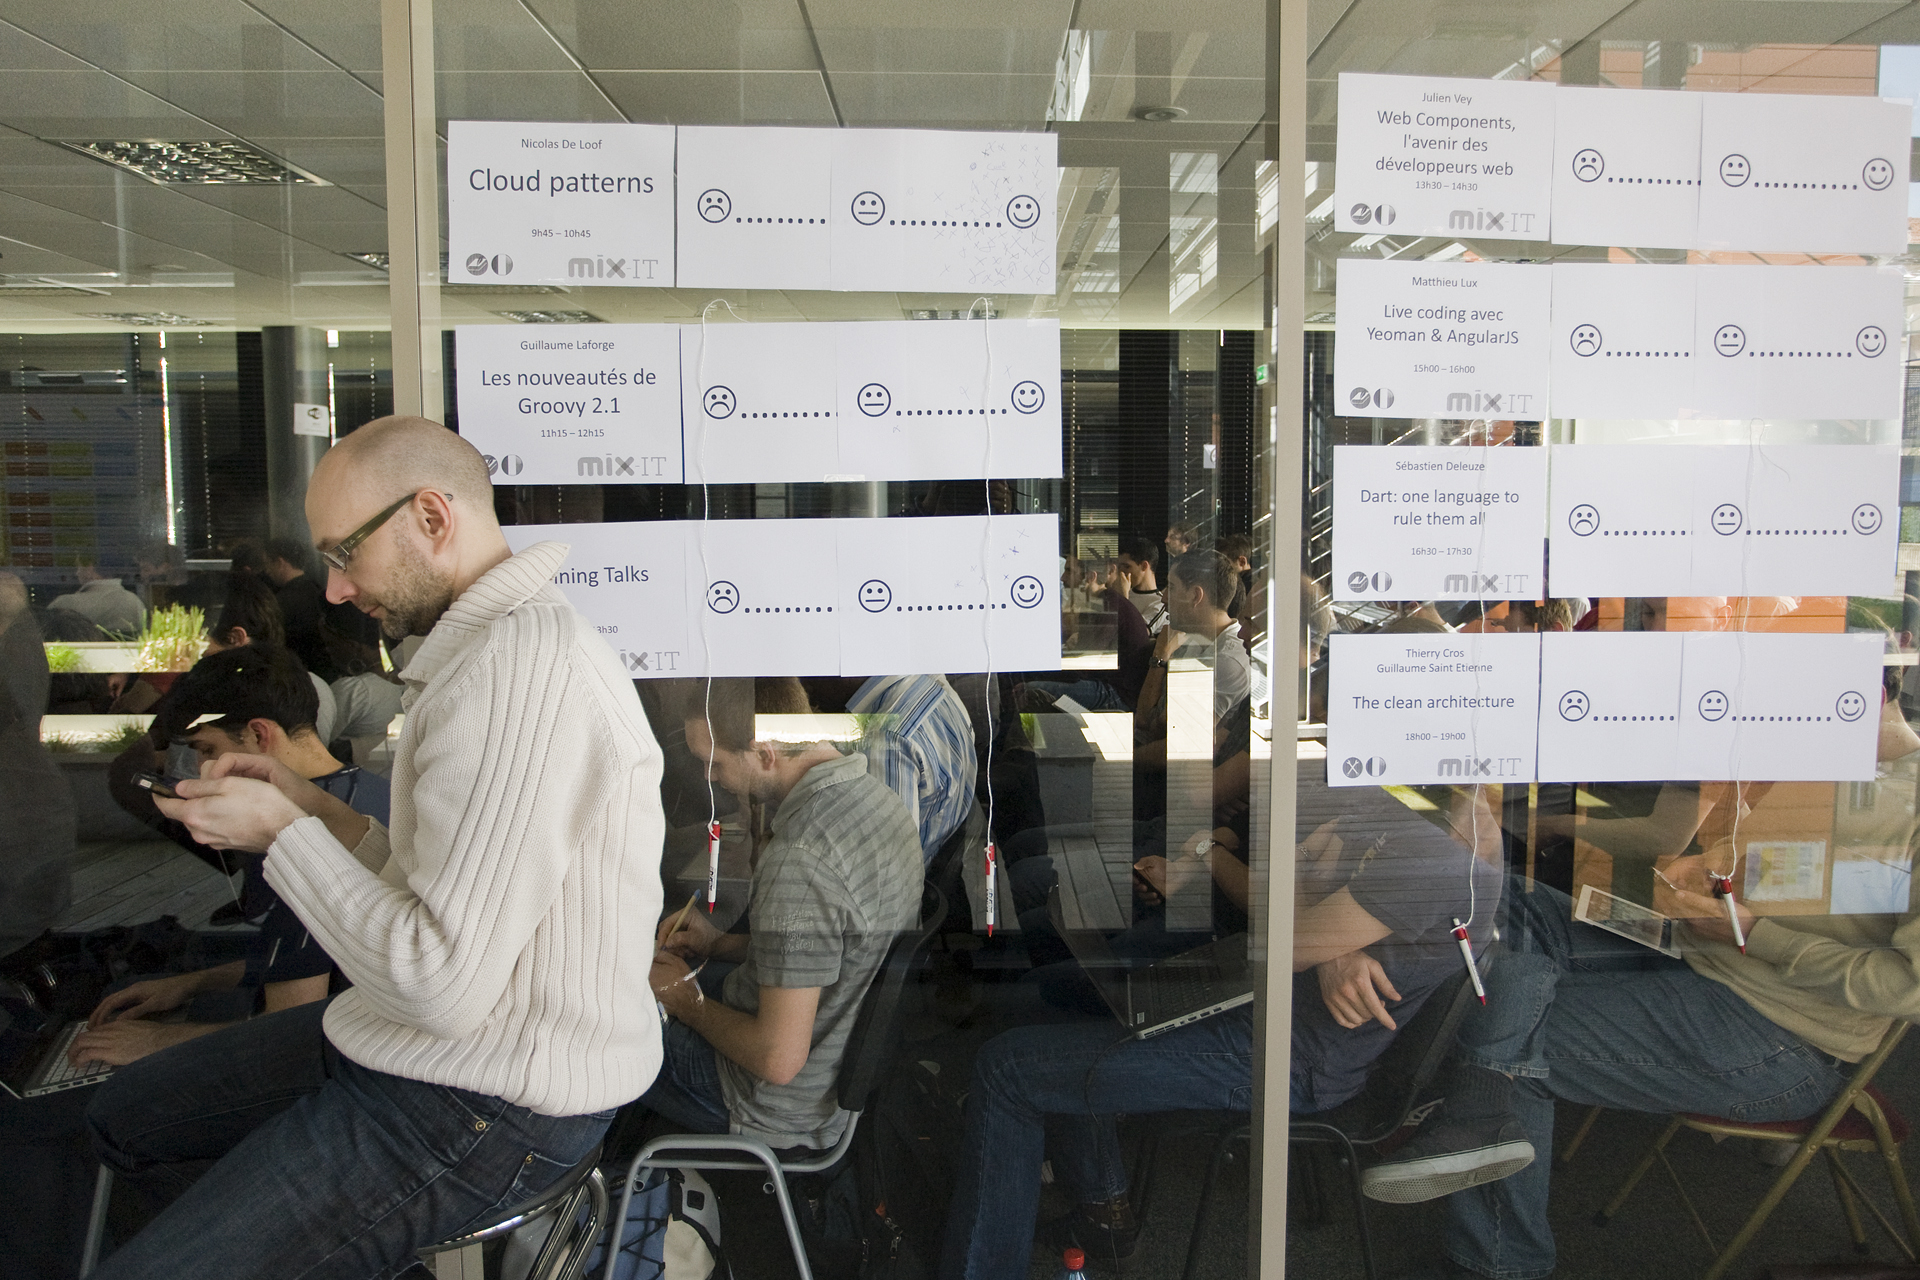 Nicolas De Loof
Cloud patterns
9h45 – 10h45
mix-IT
Guillaume Laforge
Les nouveautés de
Groovy 2.1
11h15 – 12h15
mix-IT
ning Talks
3h30
ix-IT
Julien Vey
Web Components,
l'avenir des
développeurs web
13h30 – 14h30
mix-IT
Matthieu Lux
Live coding avec
Yeoman & AngularJS
15h00 – 16h00
mix-IT
Sébastien Deleuze
Dart: one language to
rule them all
16h30 – 17h30
mix-IT
Thierry Cros
Guillaume Saint Etienne
The clean architecture
18h00 – 19h00
mix-IT